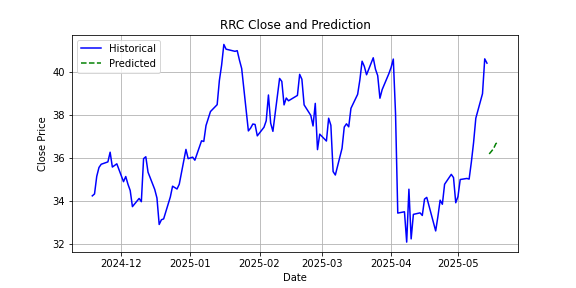 RRC Close and Prediction
Historical
Predicted
Close Price
40
38
36
34
32
2024-12 2025-01 2025-02 2025-03 2025-04 2025-05
Date